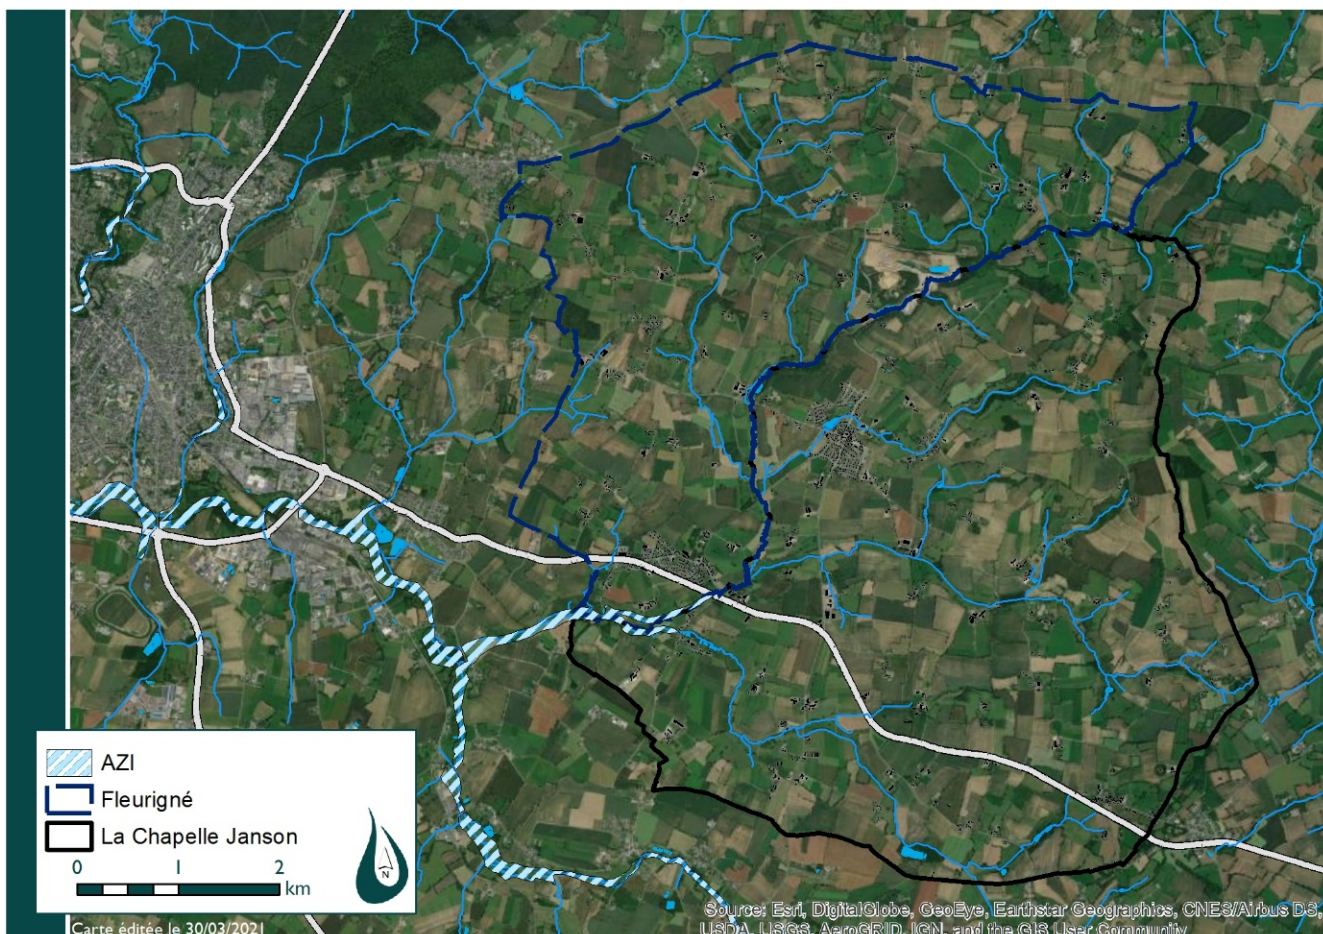 AZI
Fleurigné
La Chapelle Janson
0 1 2
km
N
Carte éditée le 30/03/2021
Source: Esri, DigitalGlobe, GeoEye, Earthstar Geographics, CNES/Airbus DS,
USDA, USGS, AeroGRID, IGN, and the GIS User Community